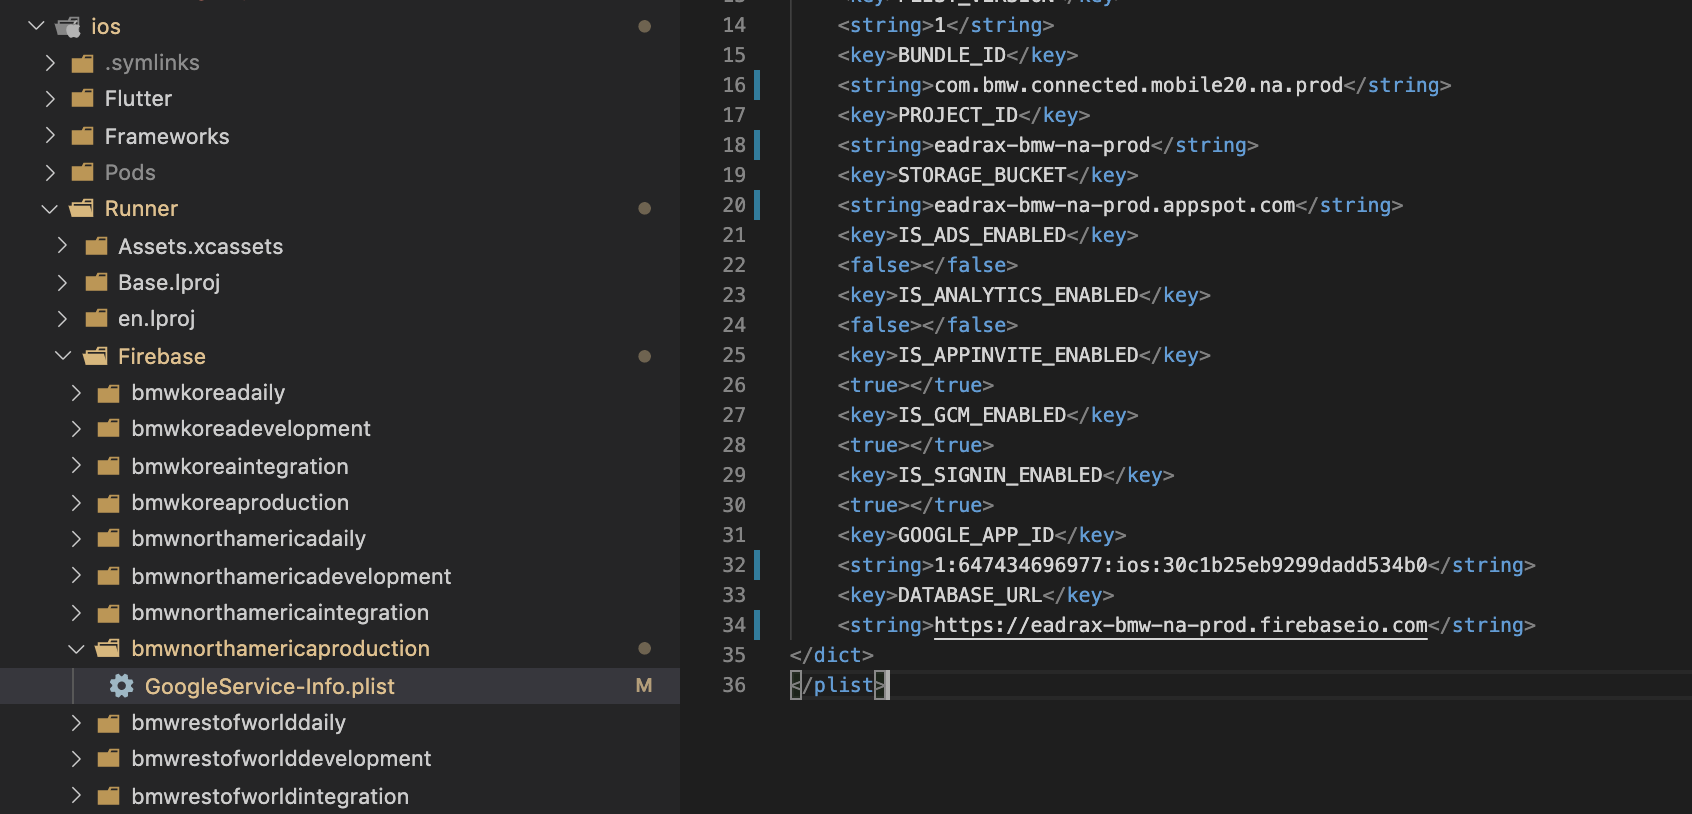 ios
.symlinks
Flutter
Frameworks
Pods
Runner
Assets.xcassets
Base.lproj
en.lproj
Firebase
bmwkoreadaily
bmwkoreadevelopment
bmwkoreaintegration
bmwkoreaproduction
bmwnorthamericadaily
bmwnorthamericadevelopment
bmwnorthamericaintegration
bmwnorthamericaproduction
GoogleService-Info.plist M
bmwrestofworlddaily
bmwrestofworlddevelopment
bmwrestofworldintegration
14 <string>1</string>
15 <key>BUNDLE_ID</key>
16 <string>com.bmw.connected.mobile20.na.prod</string>
17 <key>PROJECT_ID</key>
18 <string>eadrax-bmw-na-prod</string>
19 <key>STORAGE_BUCKET</key>
20 <string>eadrax-bmw-na-prod.appspot.com</string>
21 <key>IS_ADS_ENABLED</key>
22 <false></false>
23 <key>IS_ANALYTICS_ENABLED</key>
24 <false></false>
25 <key>IS_APPINVITE_ENABLED</key>
26 <true></true>
27 <key>IS_GCM_ENABLED</key>
28 <true></true>
29 <key>IS_SIGNIN_ENABLED</key>
30 <true></true>
31 <key>GOOGLE_APP_ID</key>
32 <string>1:647434696977:ios:30c1b25eb9299dadd534b0</string>
33 <key>DATABASE_URL</key>
34 <string>https://eadrax-bmw-na-prod.firebaseio.com</string>
35 </dict>
36 </plist>